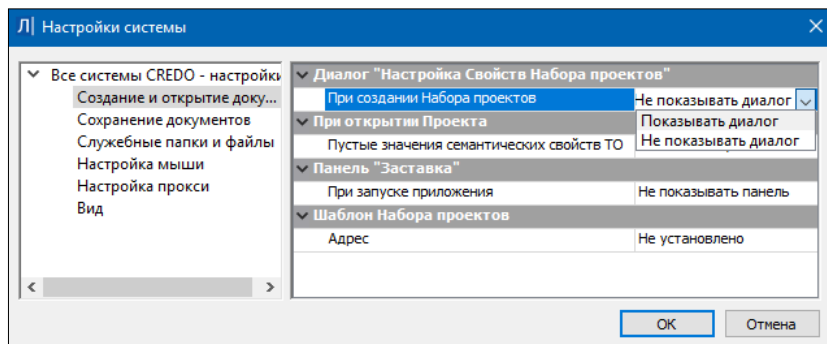 Л| Настройки системы
Все системы CREDO - настройки
Создание и открытие доку...
Сохранение документов
Служебные папки и файлы
Настройка мыши
Настройка прокси
Вид
Диалог "Настройка Свойств Набора проектов"
При создании Набора проектов Не показывать диалог
Показывать диалог
Не показывать диалог
При открытии Проекта
Пустые значения семантических свойств ТО
Панель "Заставка"
При запуске приложения Не показывать панель
Шаблон Набора проектов
Адрес Не установлено
ОК Отмена